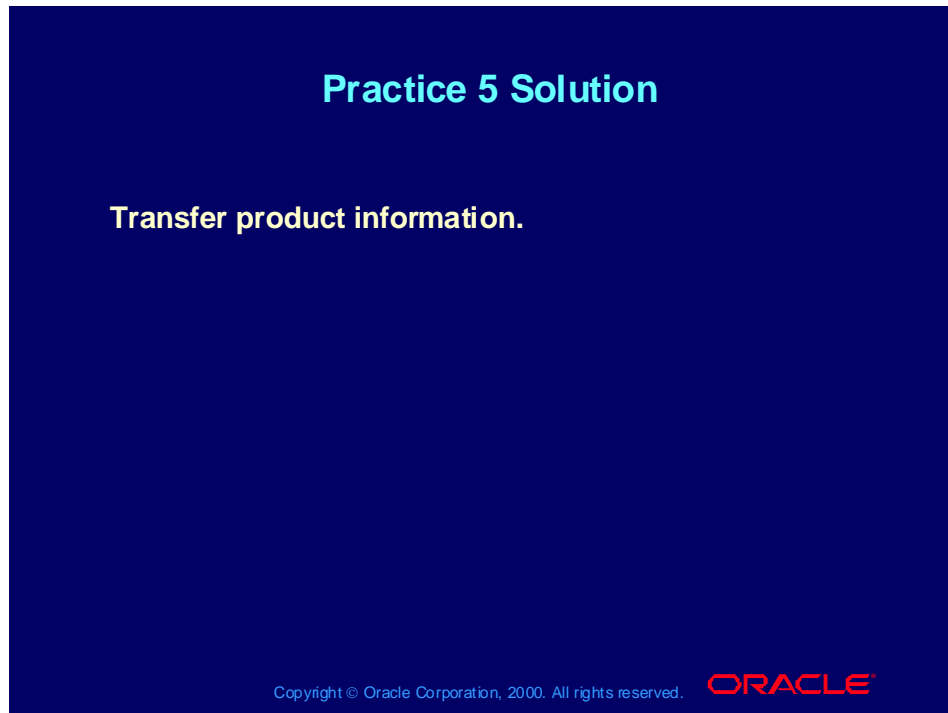 Practice 5 Solution
Transfer product information.
Copyright © Oracle Corporation, 2000. All rights reserved.
ORACLE®